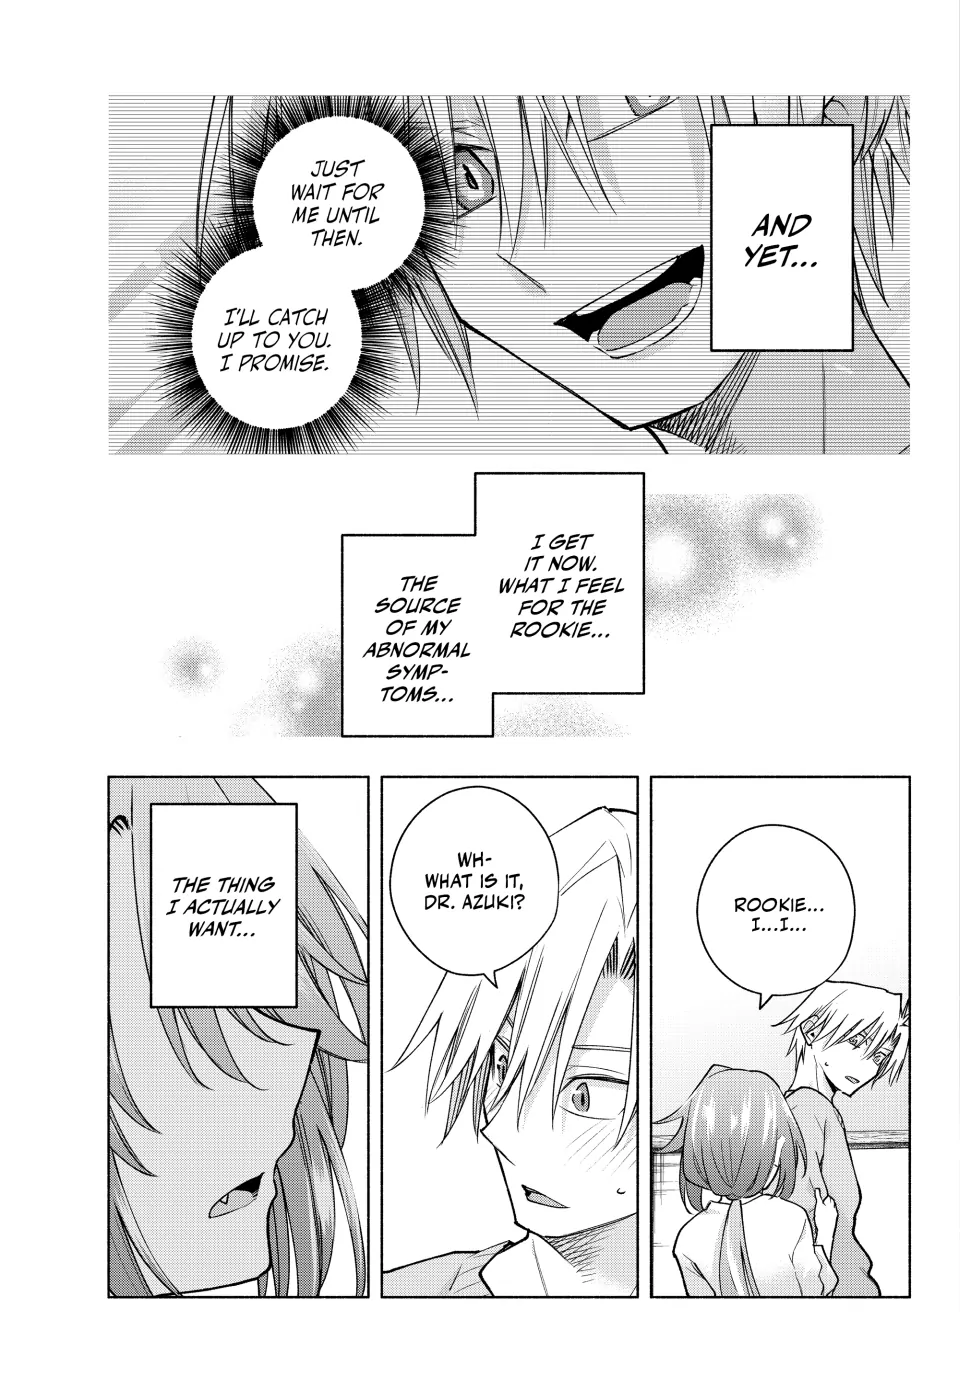 AND
YET...
JUST
WAIT FOR
ME UNTIL
THEN.
I'LL CATCH
UP TO YOU.
I PROMISE.
I GET
IT NOW.
WHAT I FEEL
FOR THE
ROOKIE...
THE
SOURCE
OF MY
ABNORMAL
SYMP-
TOMS...
ROOKIE...
I...I...
WH-
WHAT IS IT,
DR. AZUKI?
THE THING
I ACTUALLY
WANT...